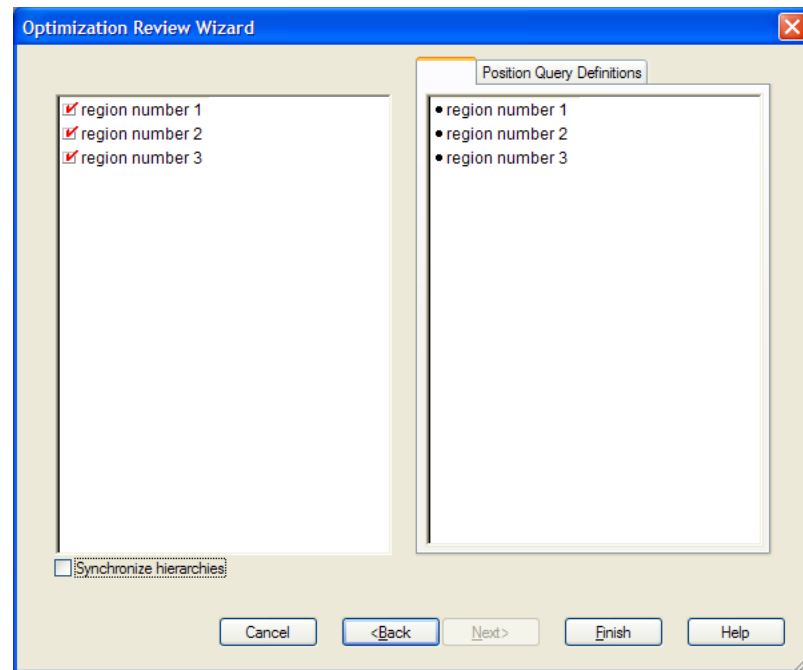 Optimization Review Wizard
Position Query Definitions
region number 1
region number 2
region number 3
• region number 1
• region number 2
• region number 3
Synchronize hierarchies
Cancel
<Back
Next>
Finish
Help